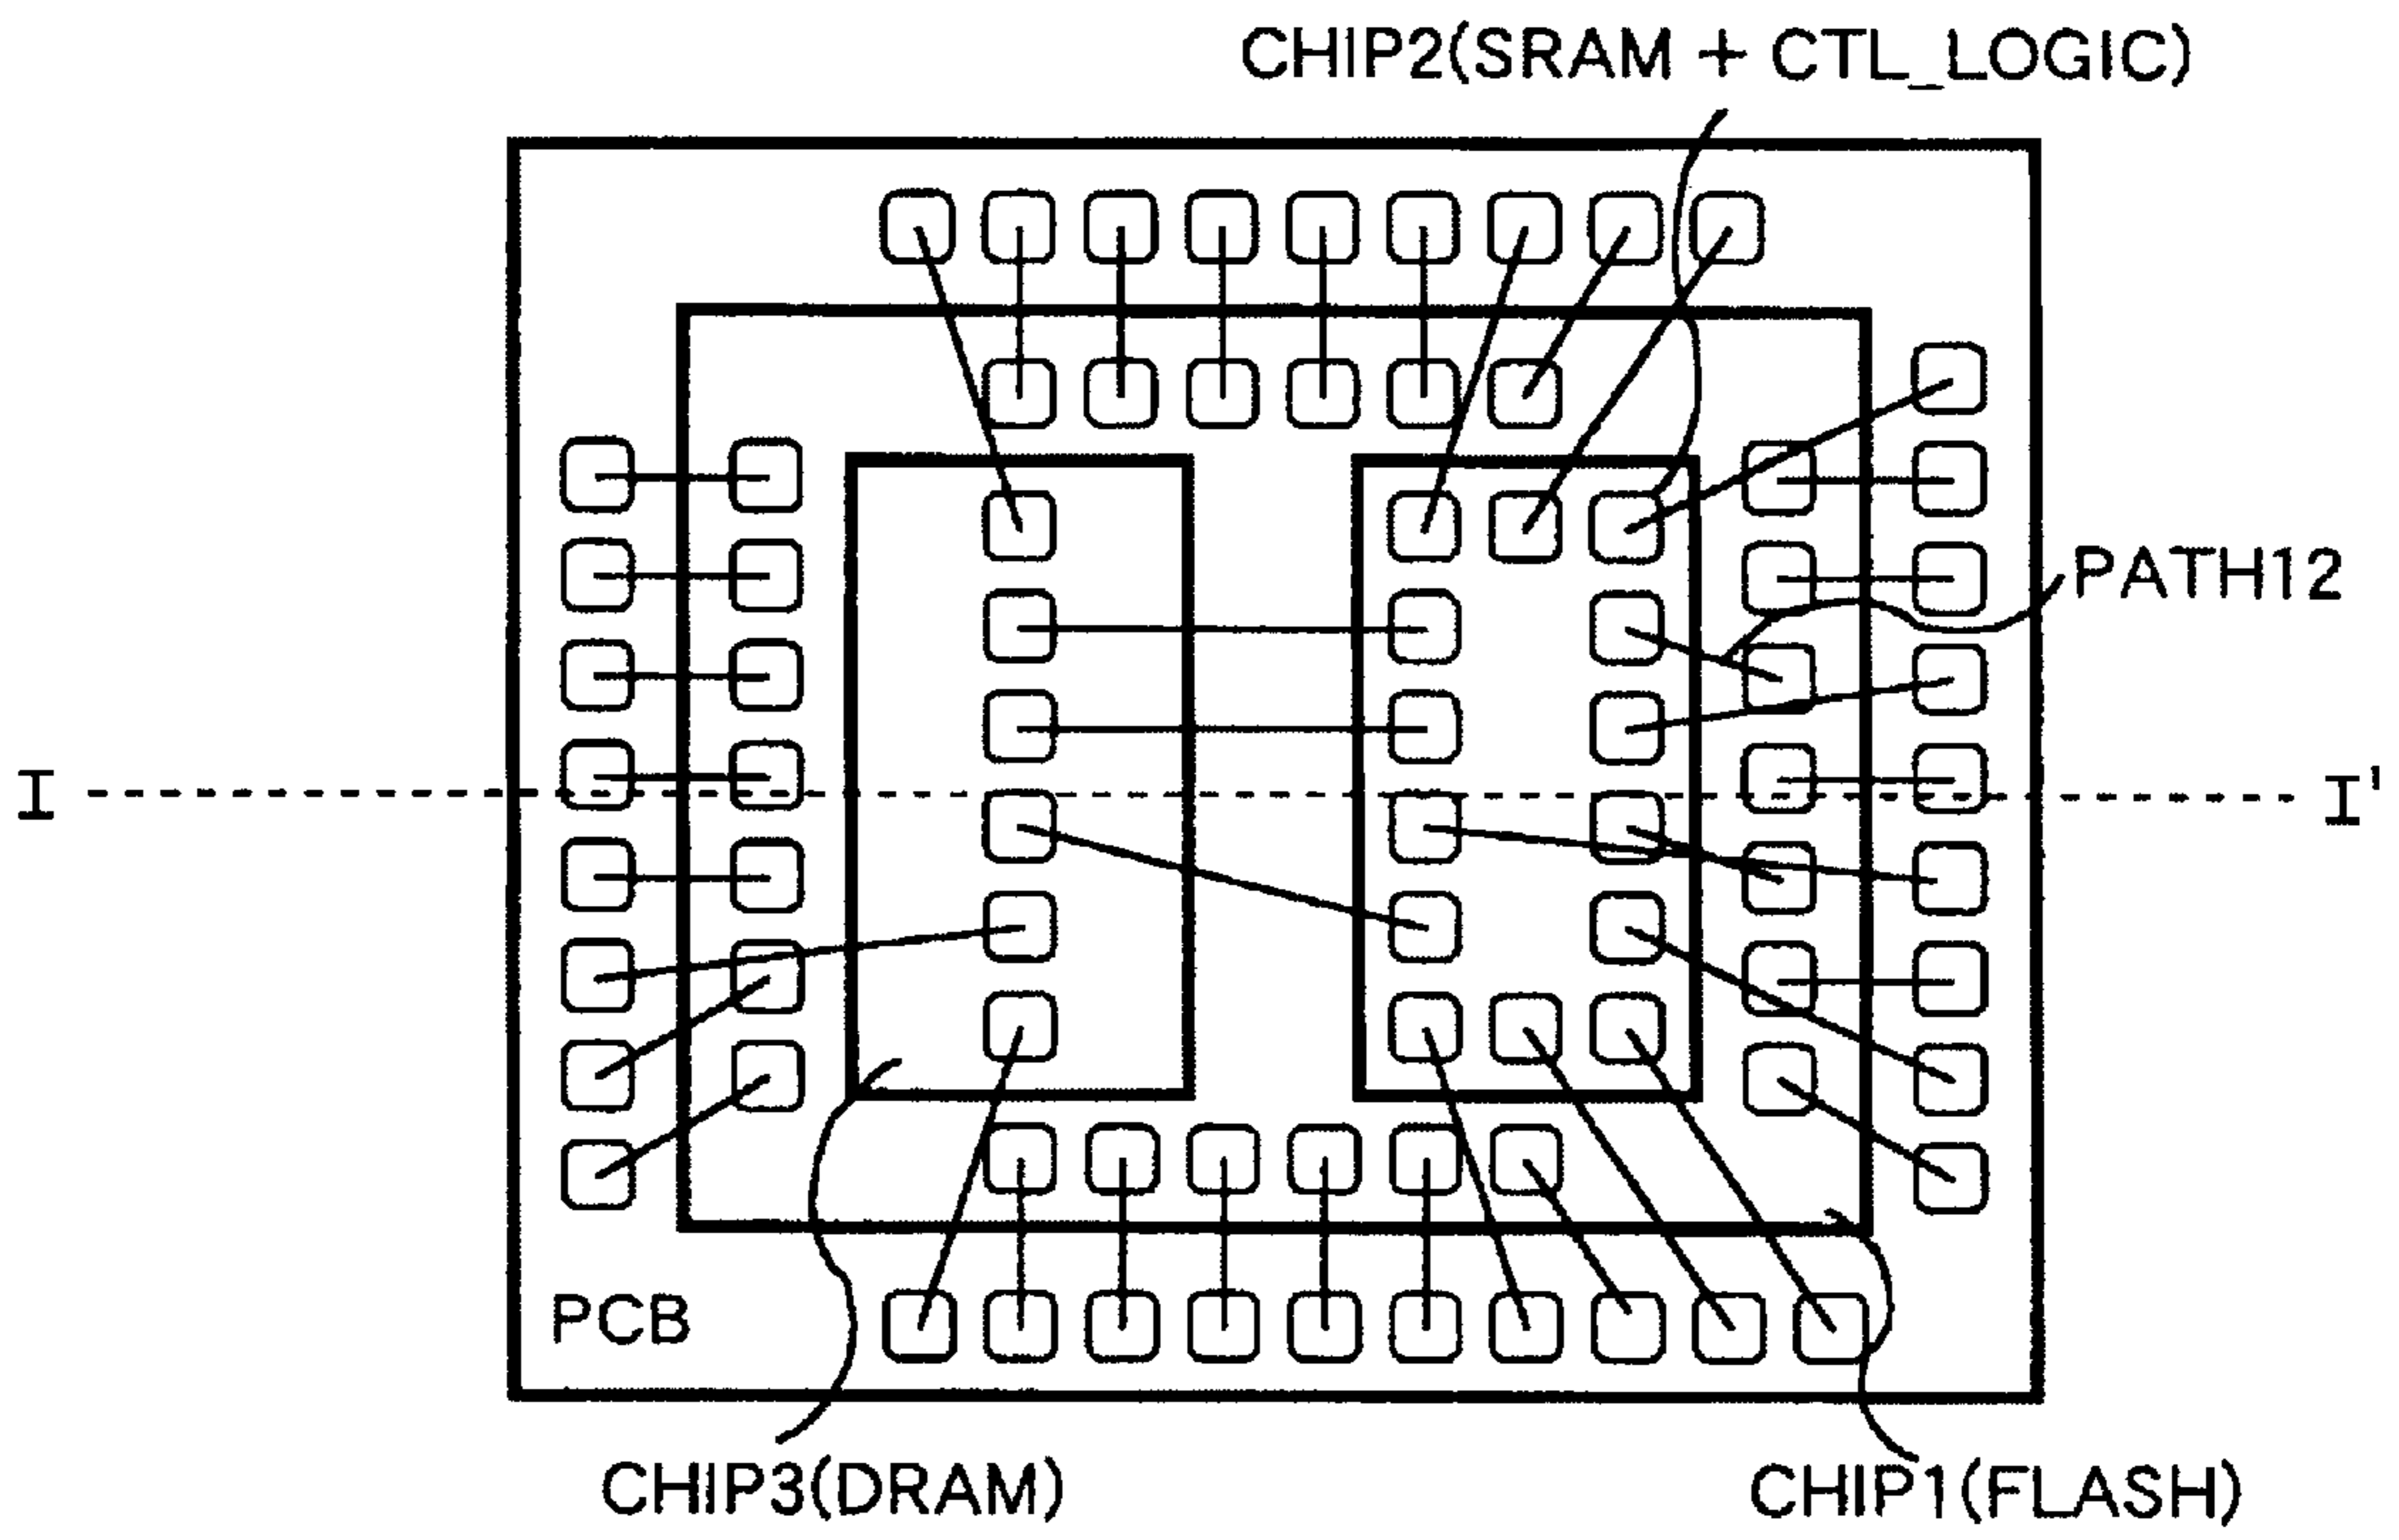 CHIP2(SRAM + CTL_LOGIC)
PATH12
I
I'
PCB
CHIP3(DRAM)
CHIP1(FLASH)